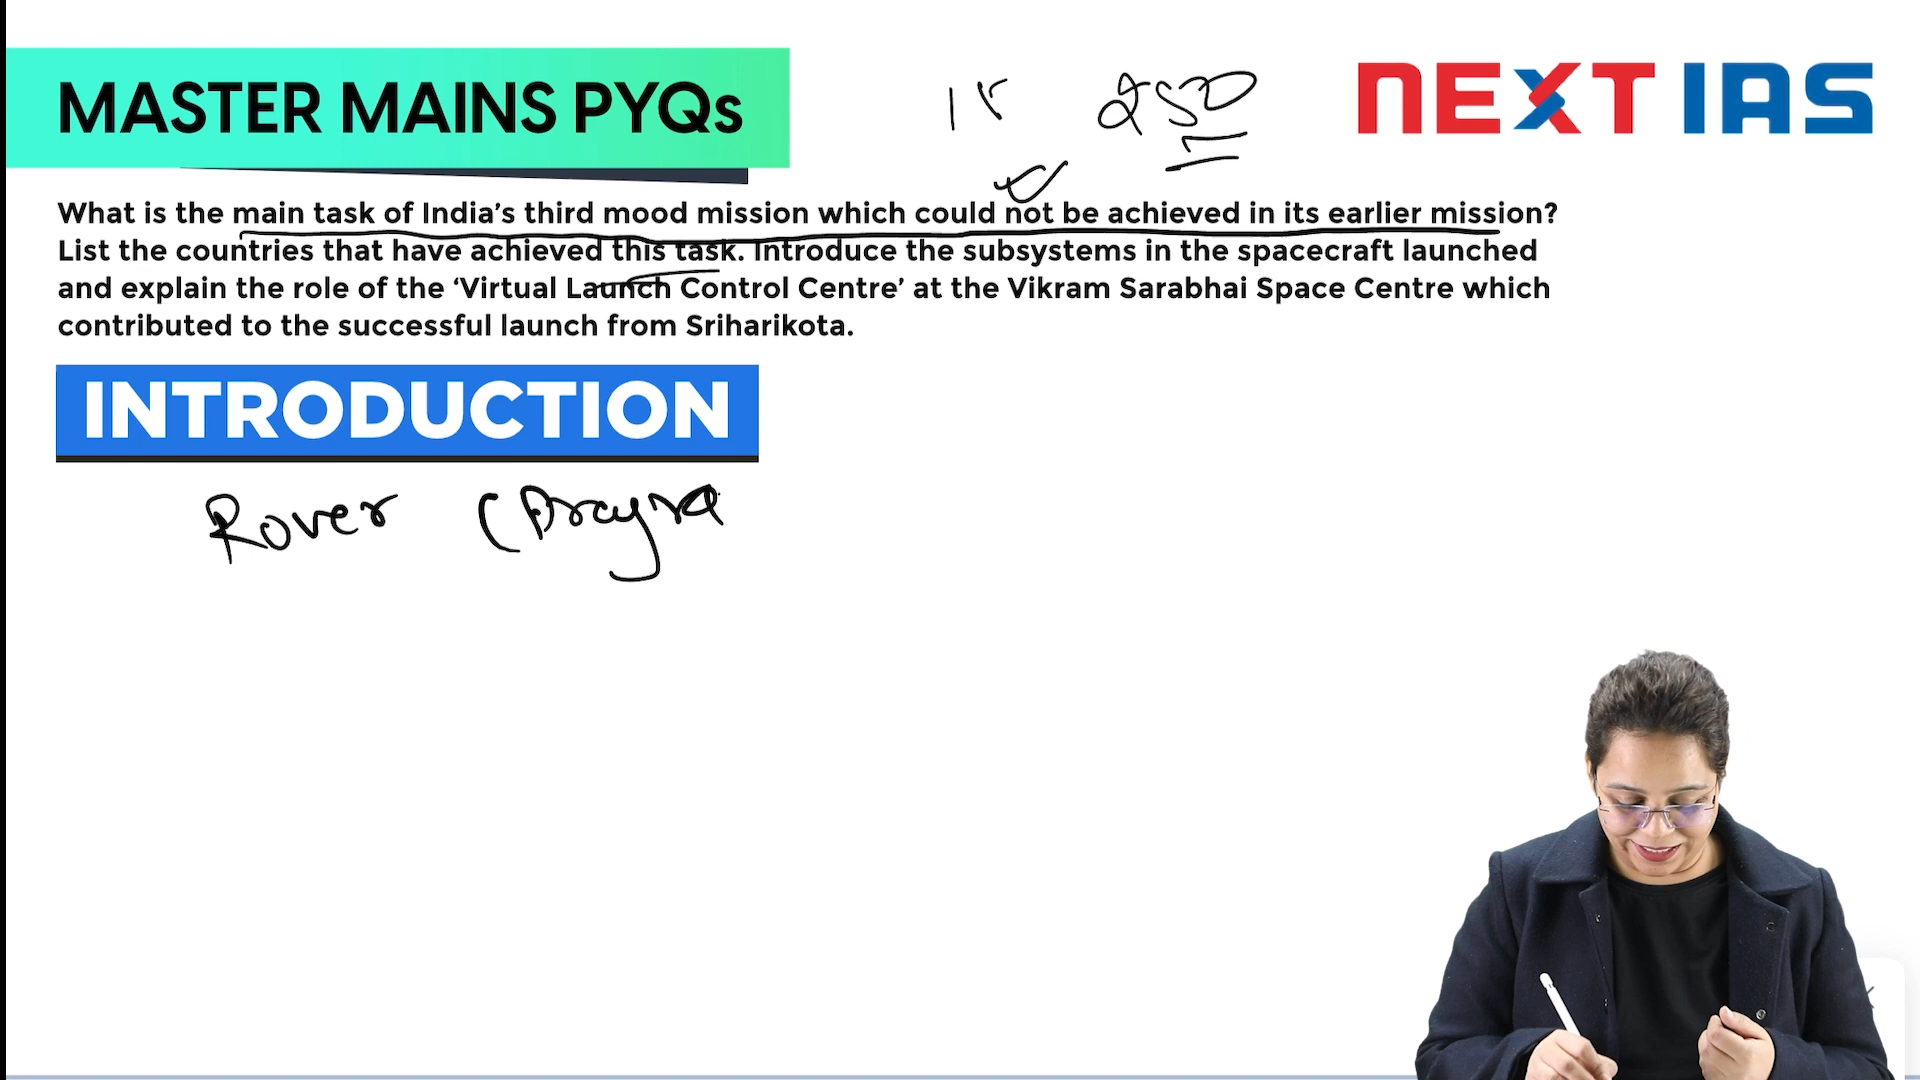 MASTER MAINS PYQs
15 250
NEXT IAS
What is the main task of India's third mood mission which could not be achieved in its earlier mission?
List the countries that have achieved this task. Introduce the subsystems in the spacecraft launched
and explain the role of the ‘Virtual Launch Control Centre’ at the Vikram Sarabhai Space Centre which
contributed to the successful launch from Sriharikota.
INTRODUCTION
Rover (Pragya